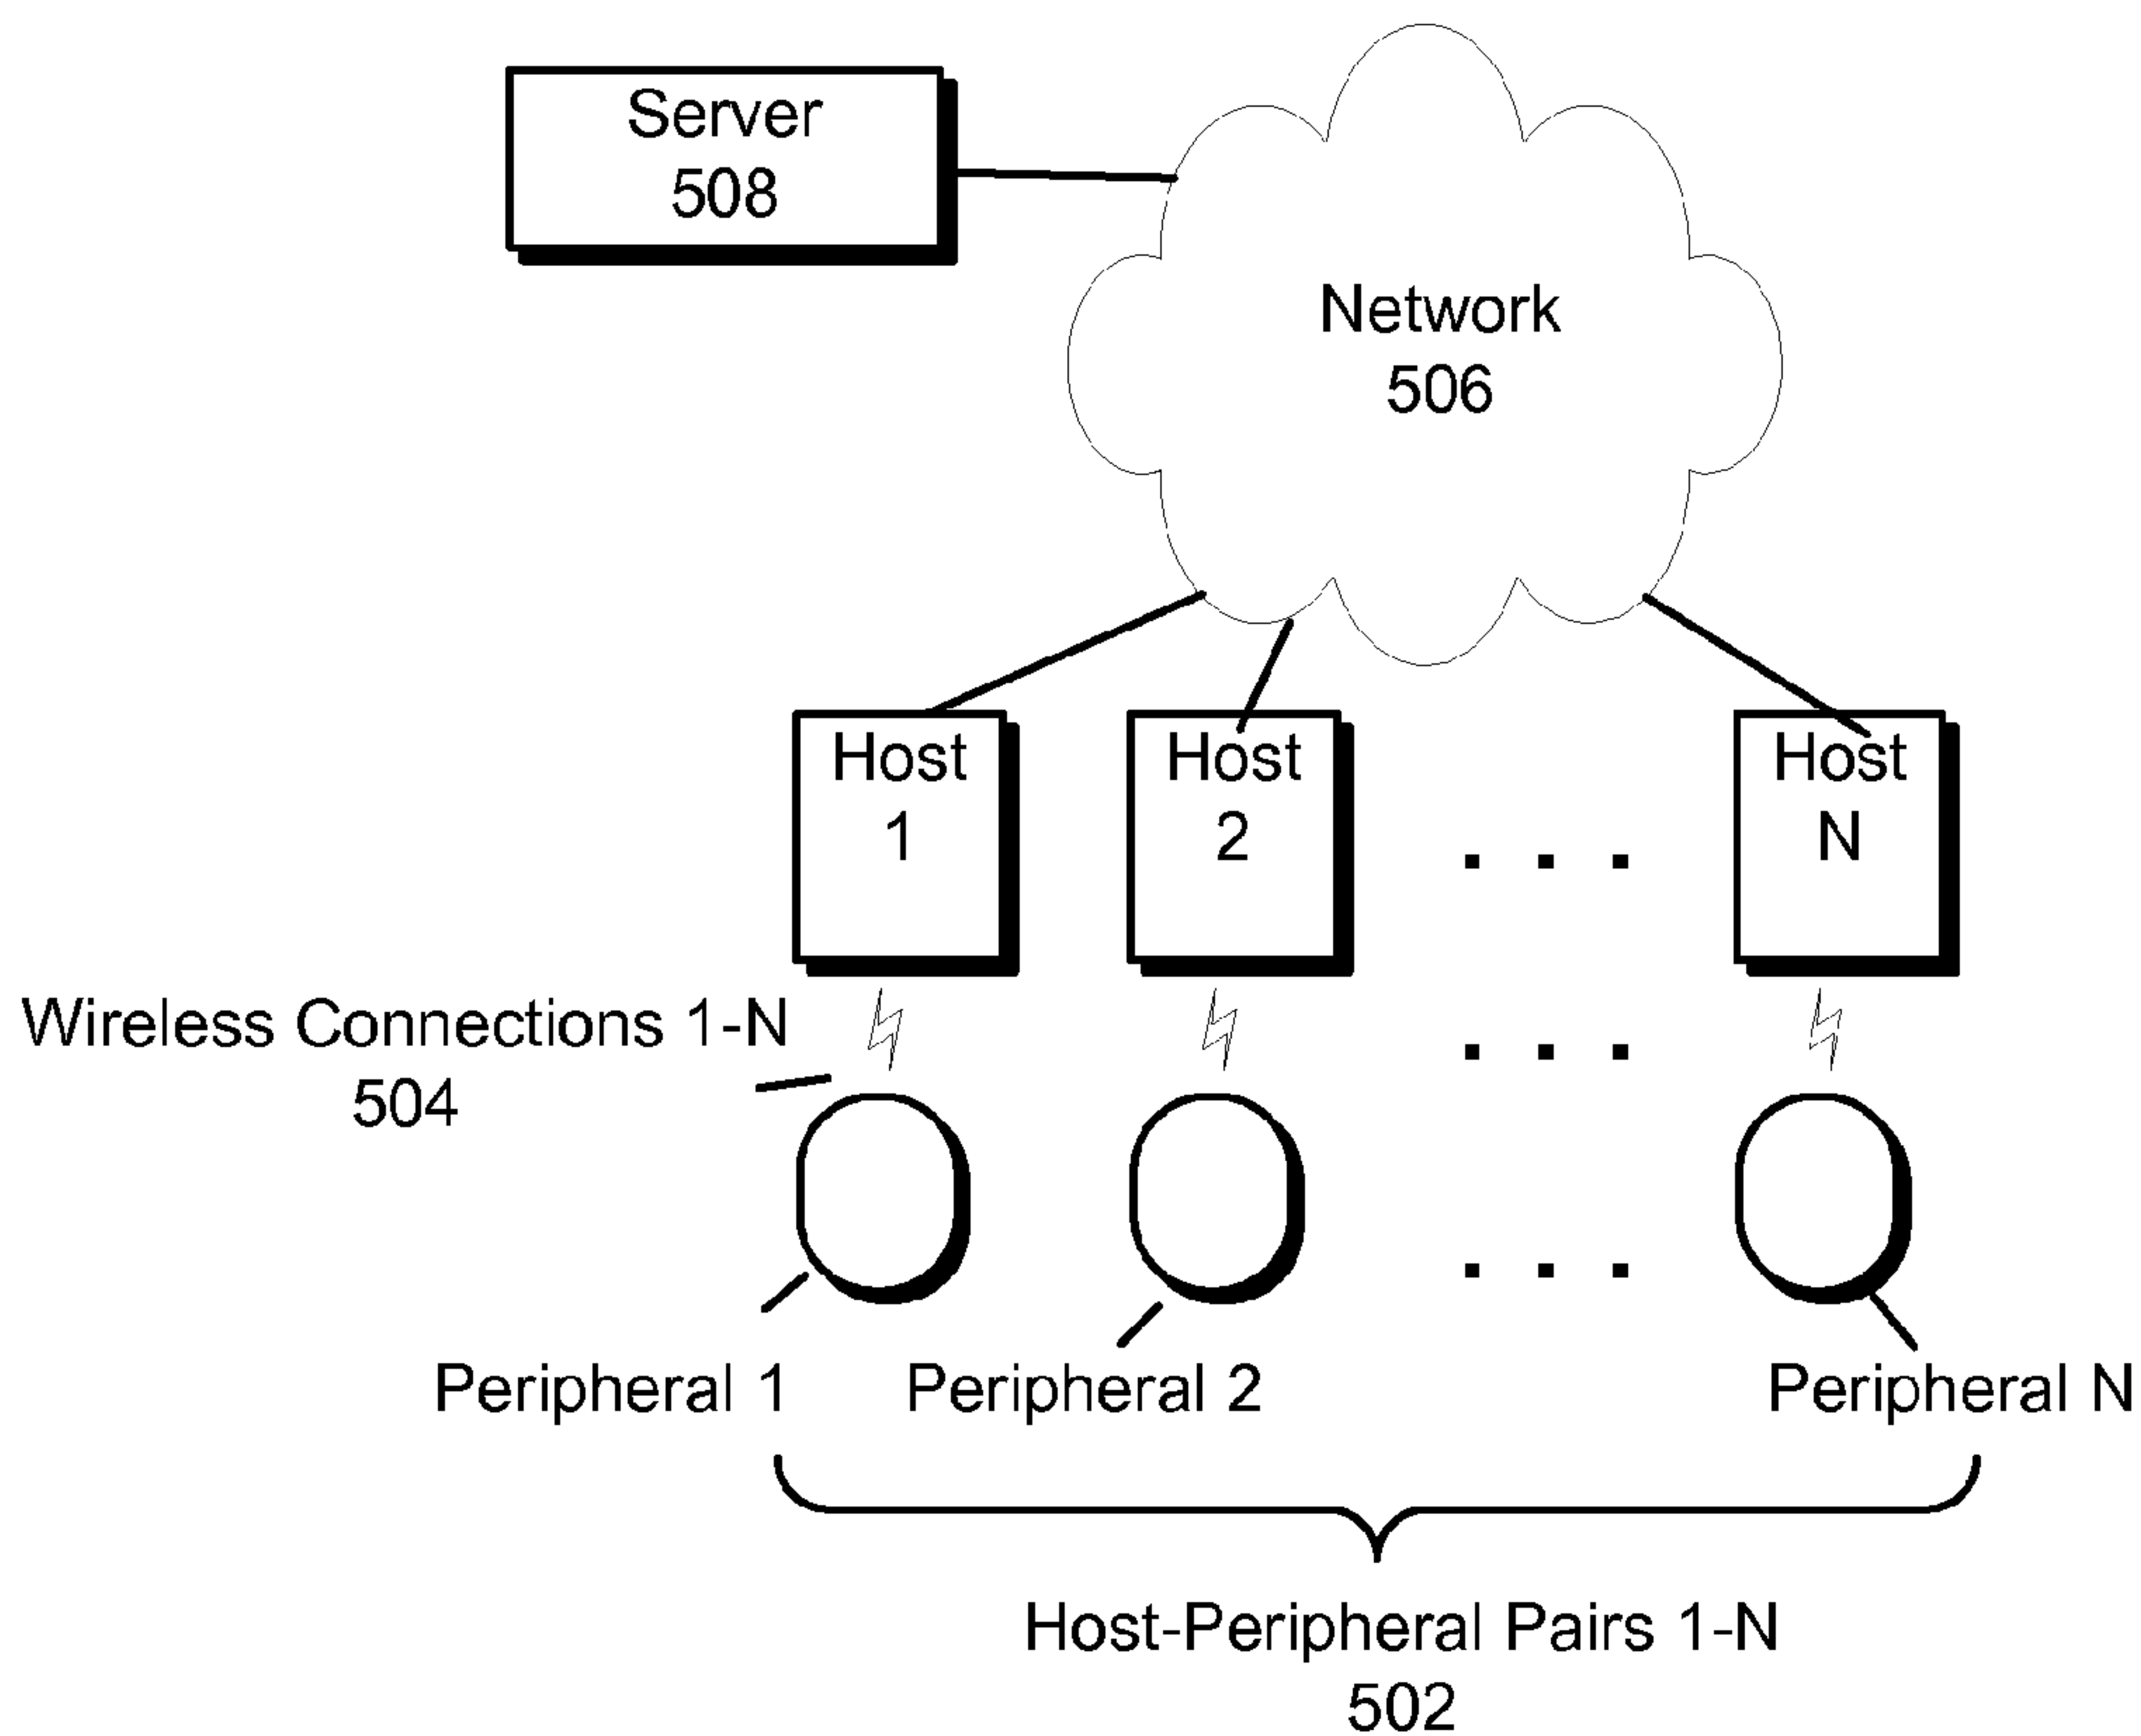 Server
508
Network
506
Host
1
Host
2
Host
N
. . .
Wireless Connections 1-N
504
. . .
. . .
Peripheral 1
Peripheral 2
Peripheral N
Host-Peripheral Pairs 1-N
502